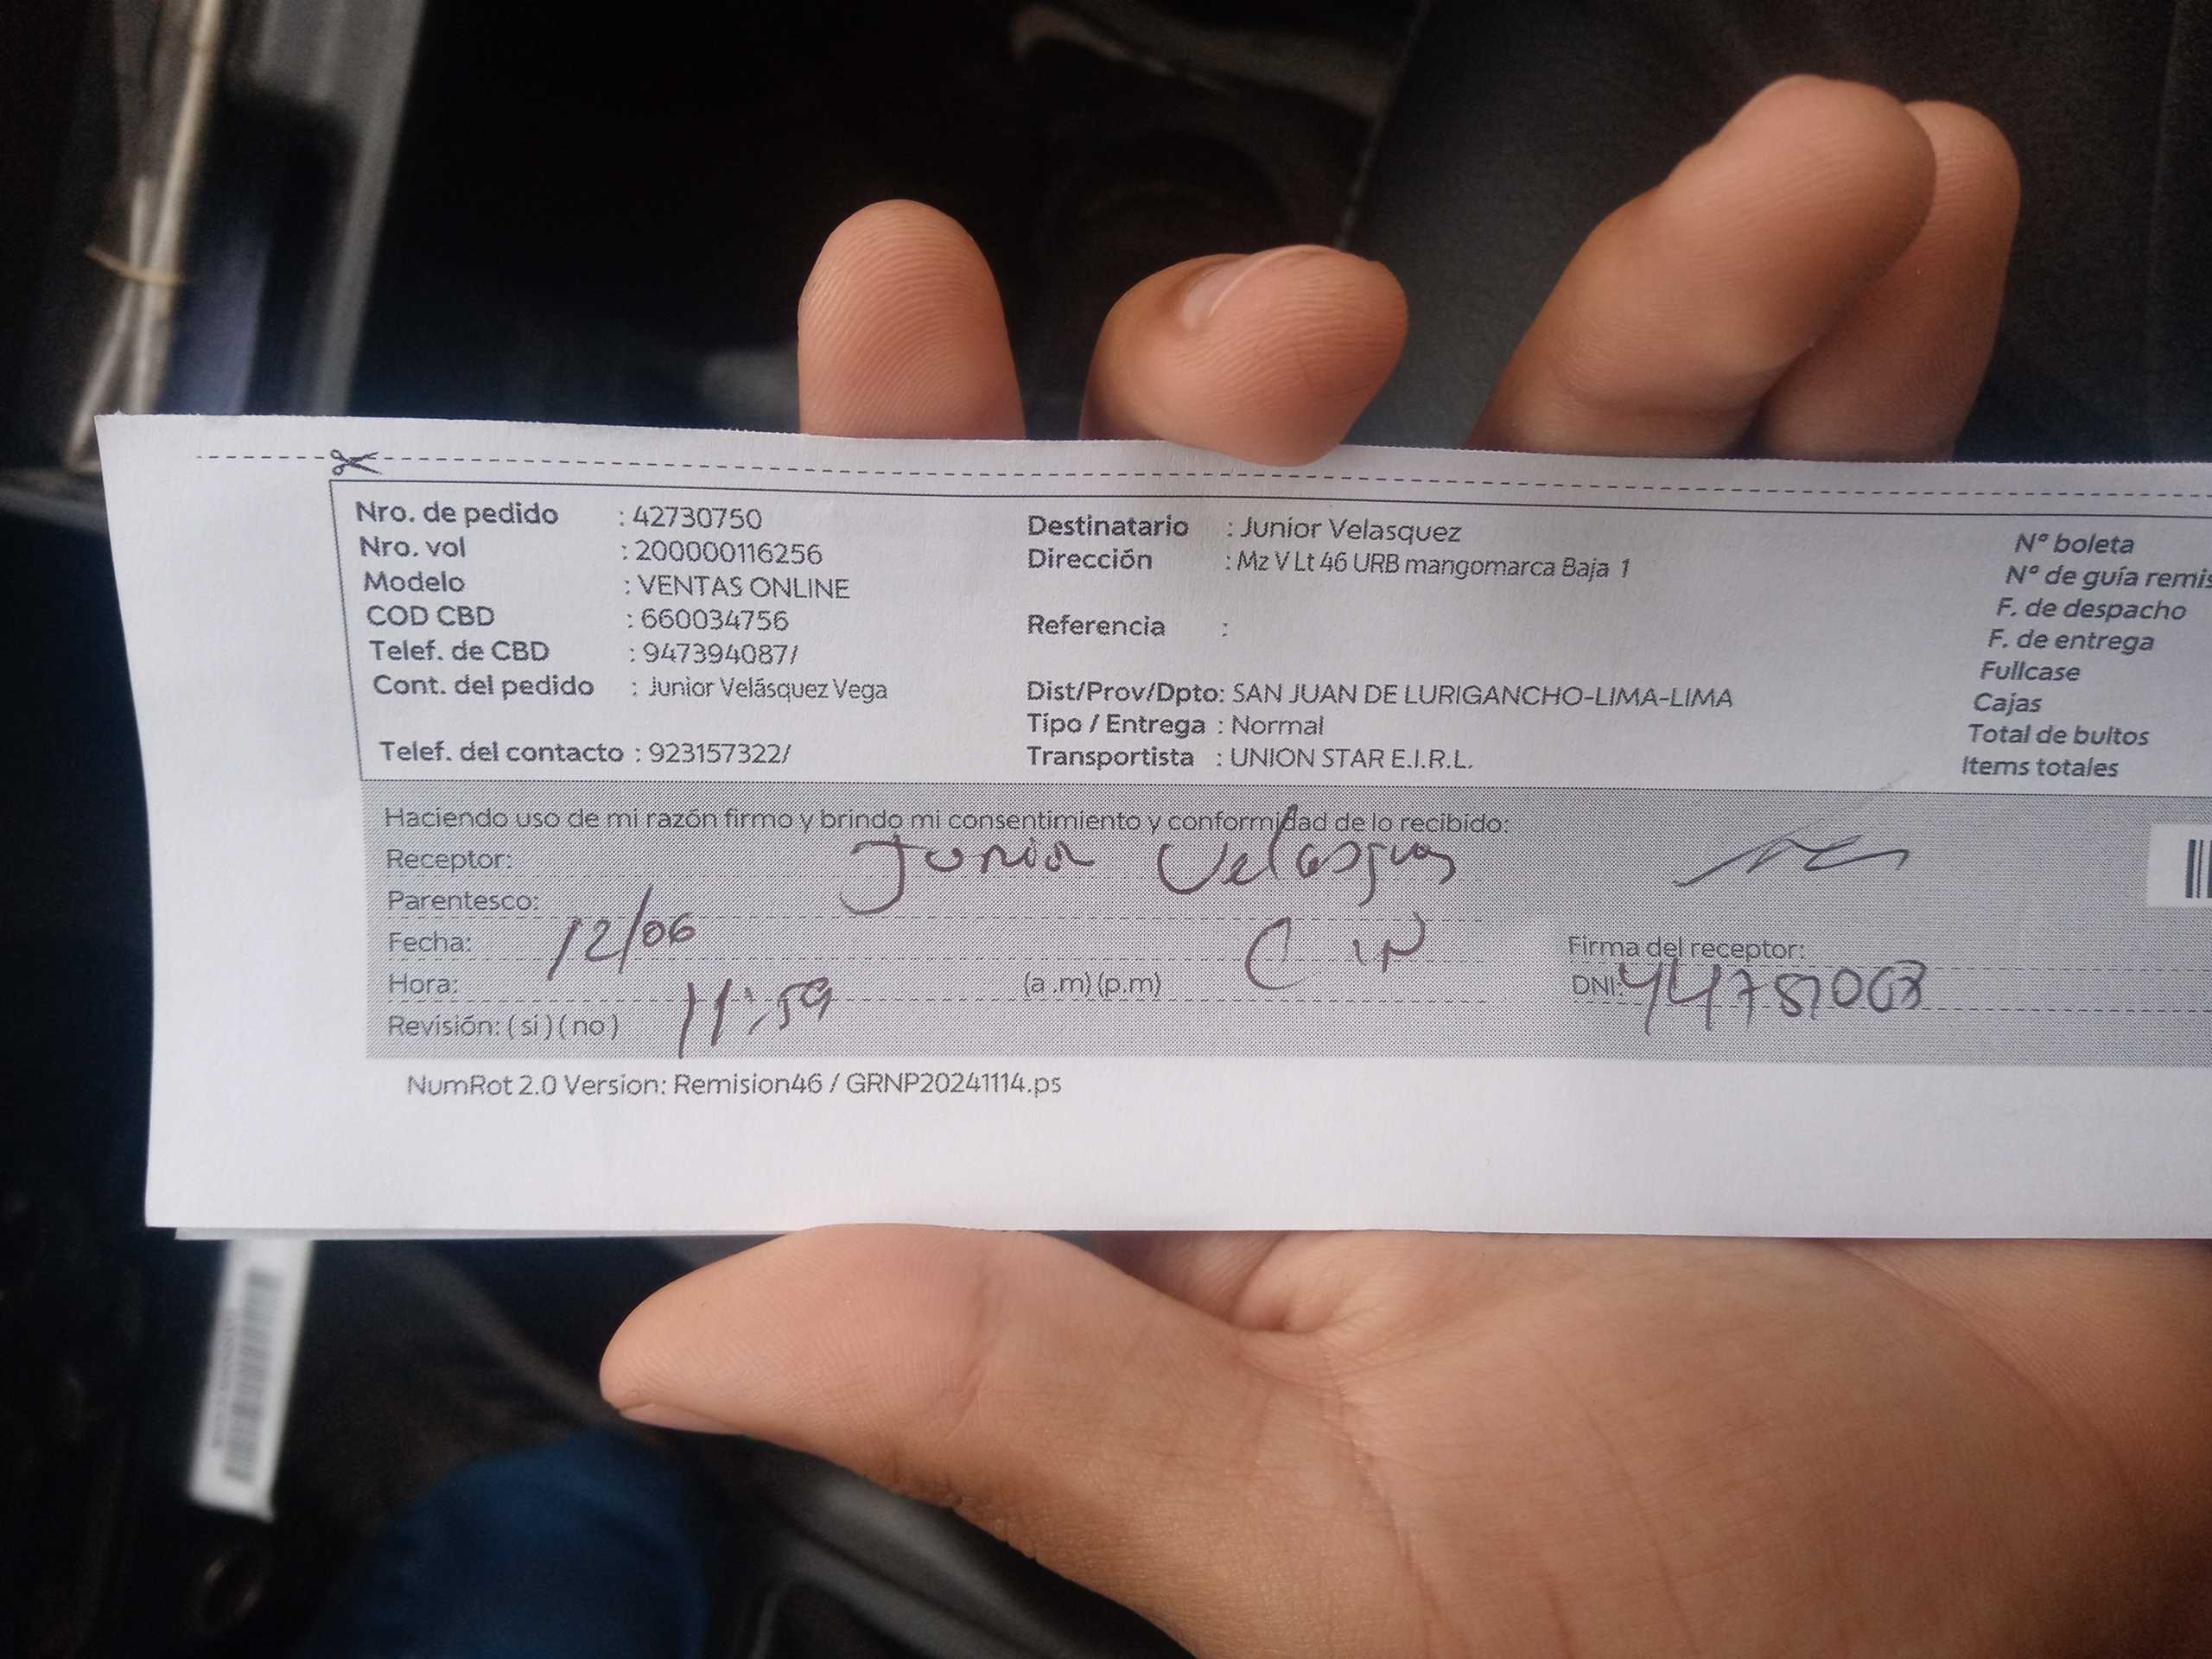 Nro. de pedido : 42730750
Nro. vol : 200000116256
Modelo : VENTAS ONLINE
COD CBD : 660034756
Telef. de CBD : 947394087/
Cont. del pedido : Junior Velásquez Vega
Telef. del contacto : 923157322/
Destinatario : Junior Velasquez
Dirección : Mz V Lt 46 URB mangomarca Baja 1
Referencia :
Dist/Prov/Dpto: SAN JUAN DE LURIGANCHO-LIMA-LIMA
Tipo / Entrega : Normal
Transportista : UNION STAR E.I.R.L.
N° boleta
N° de guía remis
F. de despacho
F. de entrega
Fullcase
Cajas
Total de bultos
Items totales
Haciendo uso de mi razón firmo y brindo mi consentimiento y conformidad de lo recibido:
Receptor: Junior Velasquez
Parentesco:
Fecha: 12/06
Hora: 11:59 (a .m) (p.m)
Revisión: ( si ) ( no )
Firma del receptor:
DNI:
NumRot 2.0 Version: Remision46 / GRNP20241114.ps